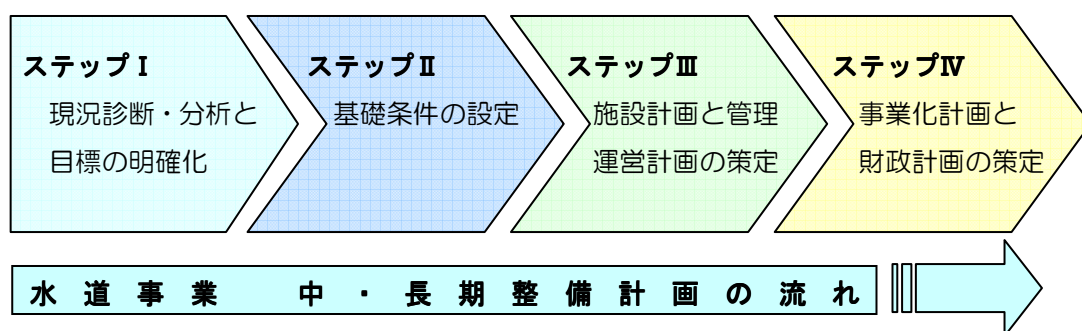 ステップⅠ
現況診断・分析と
目標の明確化
ステップⅡ
基礎条件の設定
ステップⅢ
施設計画と管理
運営計画の策定
ステップⅣ
事業化計画と
財政計画の策定
水道事業　中・長期整備計画の流れ